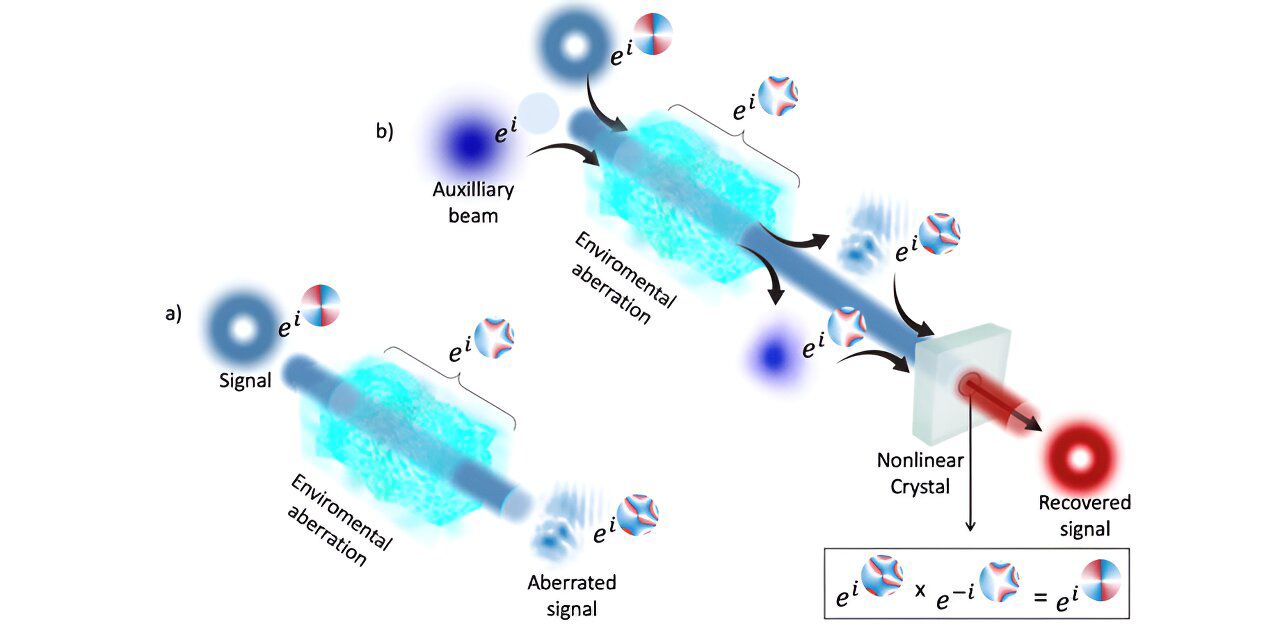 b)
e^i
e^i
e^i
Auxilliary
beam
Enviromental
aberration
e^i
e^i
a)
e^i
Signal
e^i
Enviromental
aberration
e^i
Aberrated
signal
Nonlinear
Crystal
Recovered
signal
e^i x e^-i = e^i